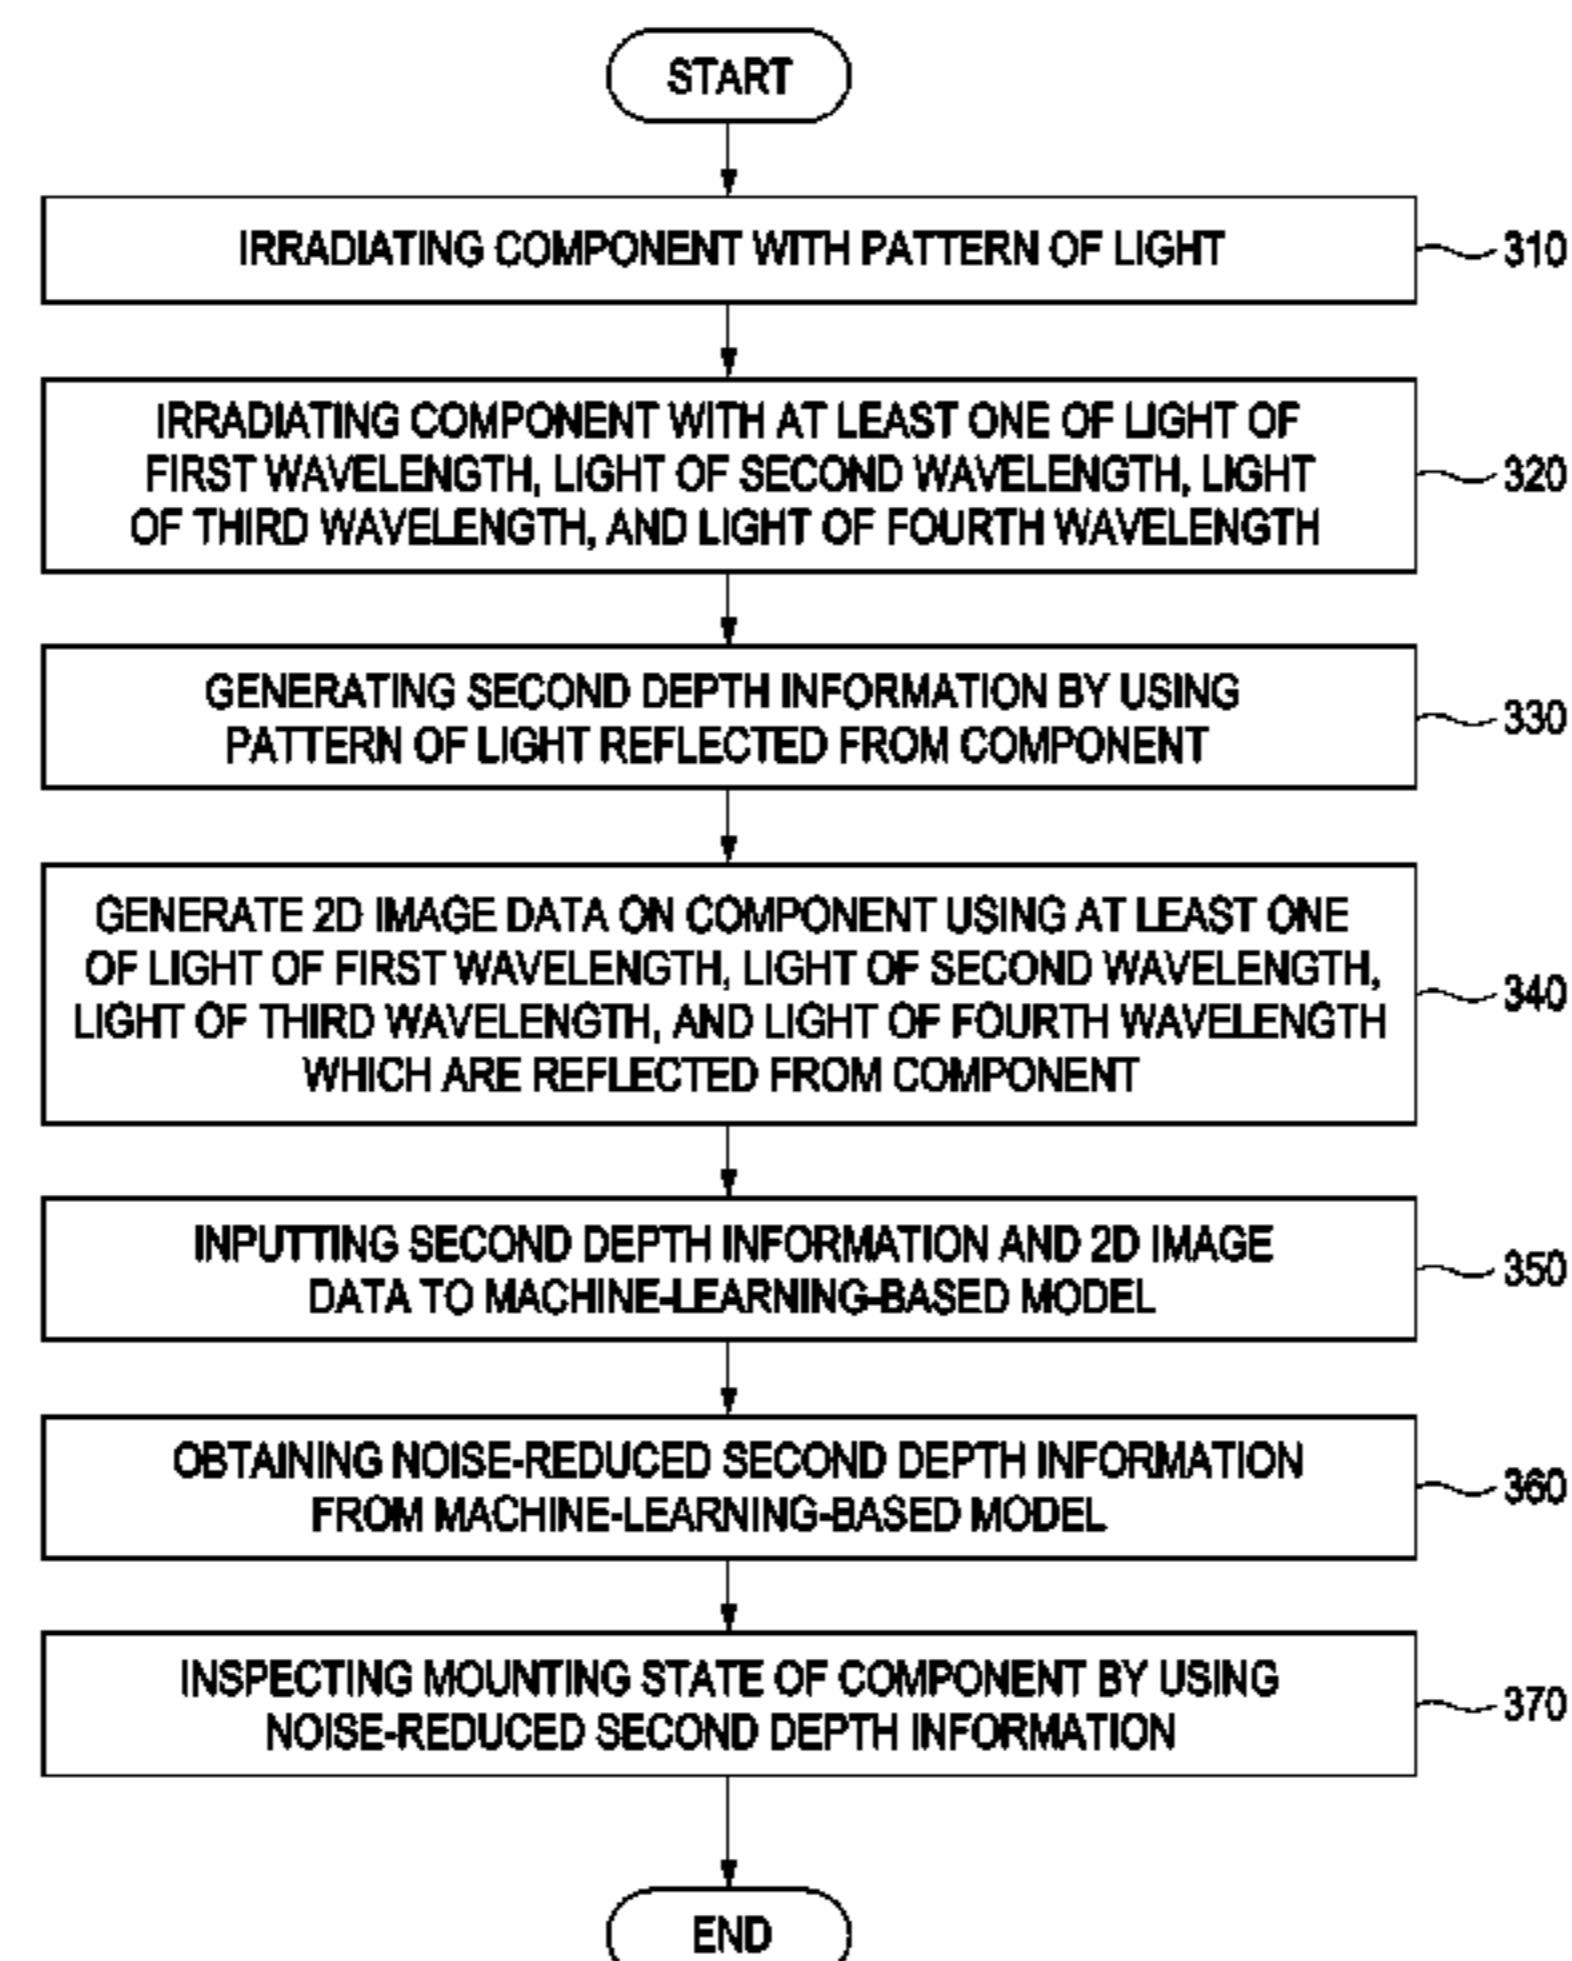 START
IRRADIATING COMPONENT WITH PATTERN OF LIGHT
310
IRRADIATING COMPONENT WITH AT LEAST ONE OF LIGHT OF
FIRST WAVELENGTH, LIGHT OF SECOND WAVELENGTH, LIGHT
OF THIRD WAVELENGTH, AND LIGHT OF FOURTH WAVELENGTH
320
GENERATING SECOND DEPTH INFORMATION BY USING
PATTERN OF LIGHT REFLECTED FROM COMPONENT
330
GENERATE 2D IMAGE DATA ON COMPONENT USING AT LEAST ONE
OF LIGHT OF FIRST WAVELENGTH, LIGHT OF SECOND WAVELENGTH,
LIGHT OF THIRD WAVELENGTH, AND LIGHT OF FOURTH WAVELENGTH
WHICH ARE REFLECTED FROM COMPONENT
340
INPUTTING SECOND DEPTH INFORMATION AND 2D IMAGE
DATA TO MACHINE-LEARNING-BASED MODEL
350
OBTAINING NOISE-REDUCED SECOND DEPTH INFORMATION
FROM MACHINE-LEARNING-BASED MODEL
360
INSPECTING MOUNTING STATE OF COMPONENT BY USING
NOISE-REDUCED SECOND DEPTH INFORMATION
370
END